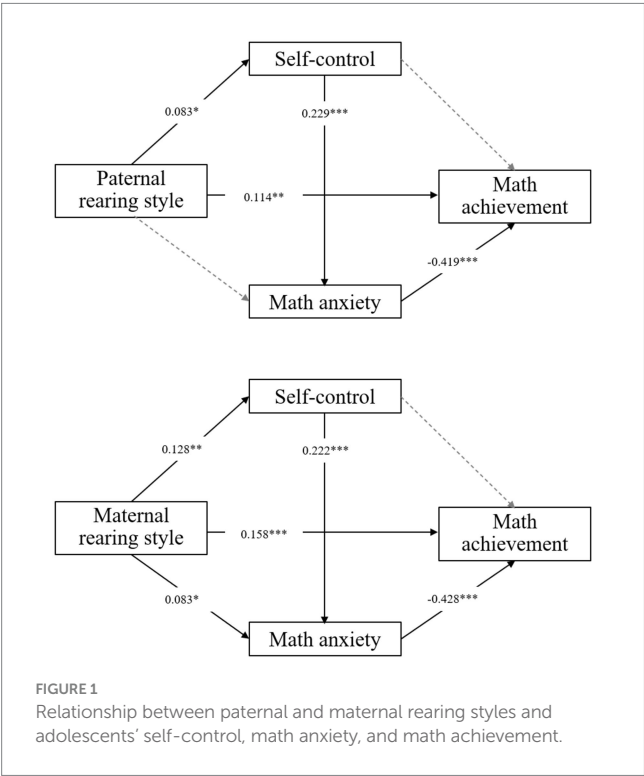 Self-control
0.083*
0.229***
Paternal
rearing style
0.114**
Math
achievement
-0.419***
Math anxiety
Self-control
0.128**
0.222***
Maternal
rearing style
0.158***
Math
achievement
0.083*
-0.428***
Math anxiety
FIGURE 1
Relationship between paternal and maternal rearing styles and
adolescents' self-control, math anxiety, and math achievement.